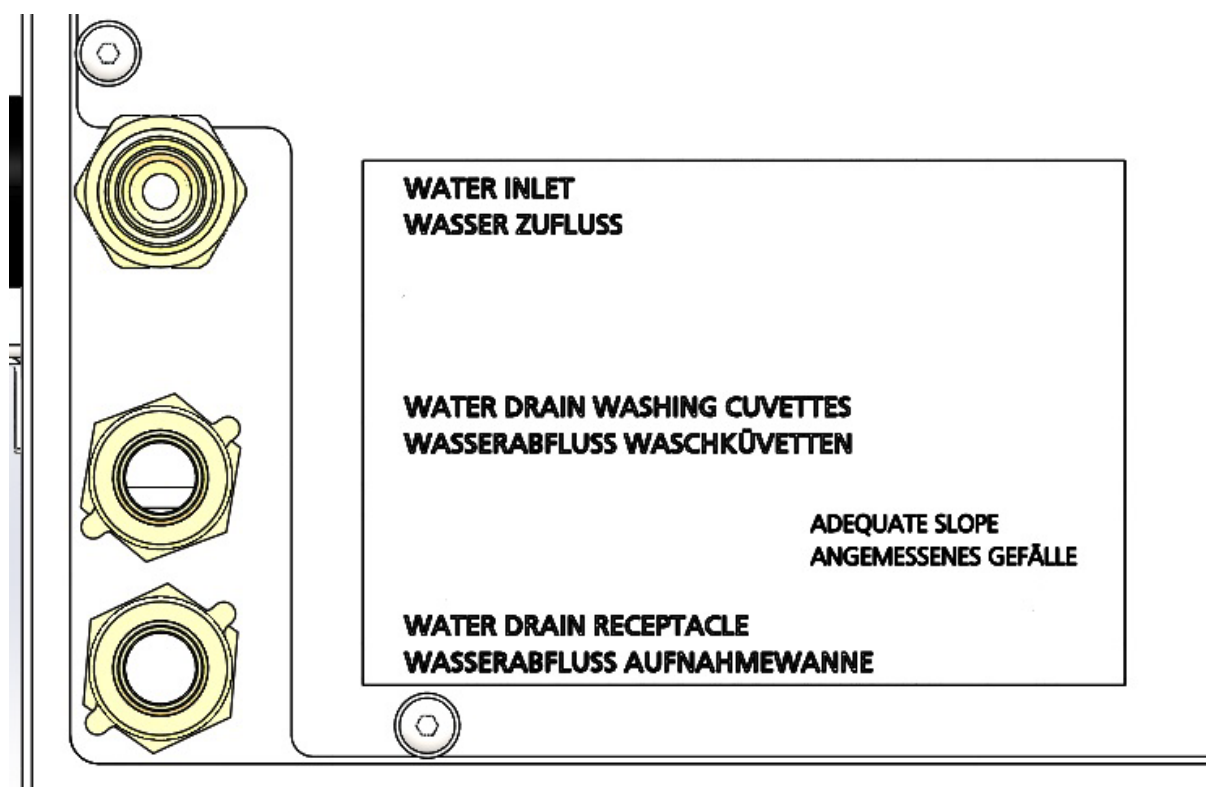 WATER INLET
WASSER ZUFLUSS
WATER DRAIN WASHING CUVETTES
WASSERABFLUSS WASCHKÜVETTEN
ADEQUATE SLOPE
ANGEMESSENES GEFÄLLE
WATER DRAIN RECEPTACLE
WASSERABFLUSS AUFNAHMEWANNE